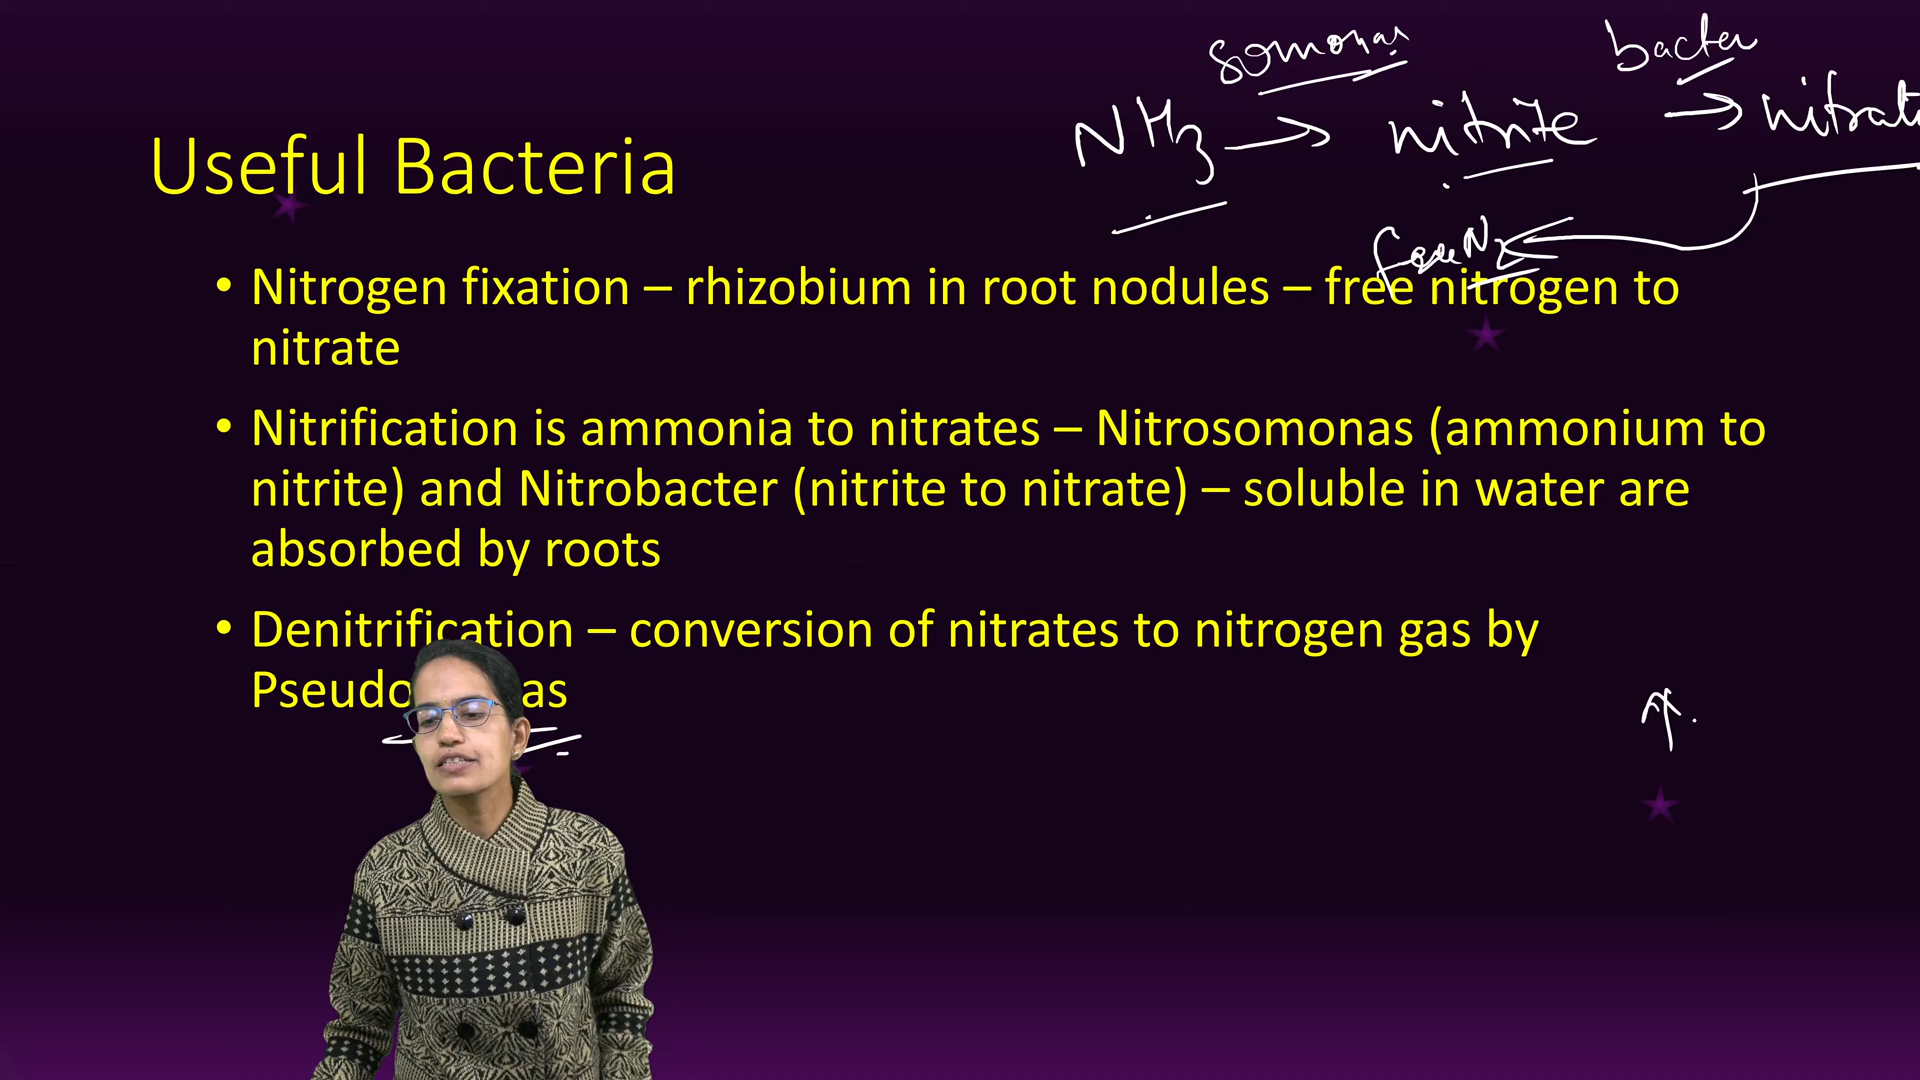 somonas bacter
NH3 → nitrite → nitrate
Useful Bacteria
free N2
• Nitrogen fixation – rhizobium in root nodules – free nitrogen to
nitrate
• Nitrification is ammonia to nitrates – Nitrosomonas (ammonium to
nitrite) and Nitrobacter (nitrite to nitrate) – soluble in water are
absorbed by roots
• Denitrification – conversion of nitrates to nitrogen gas by
Pseudo as